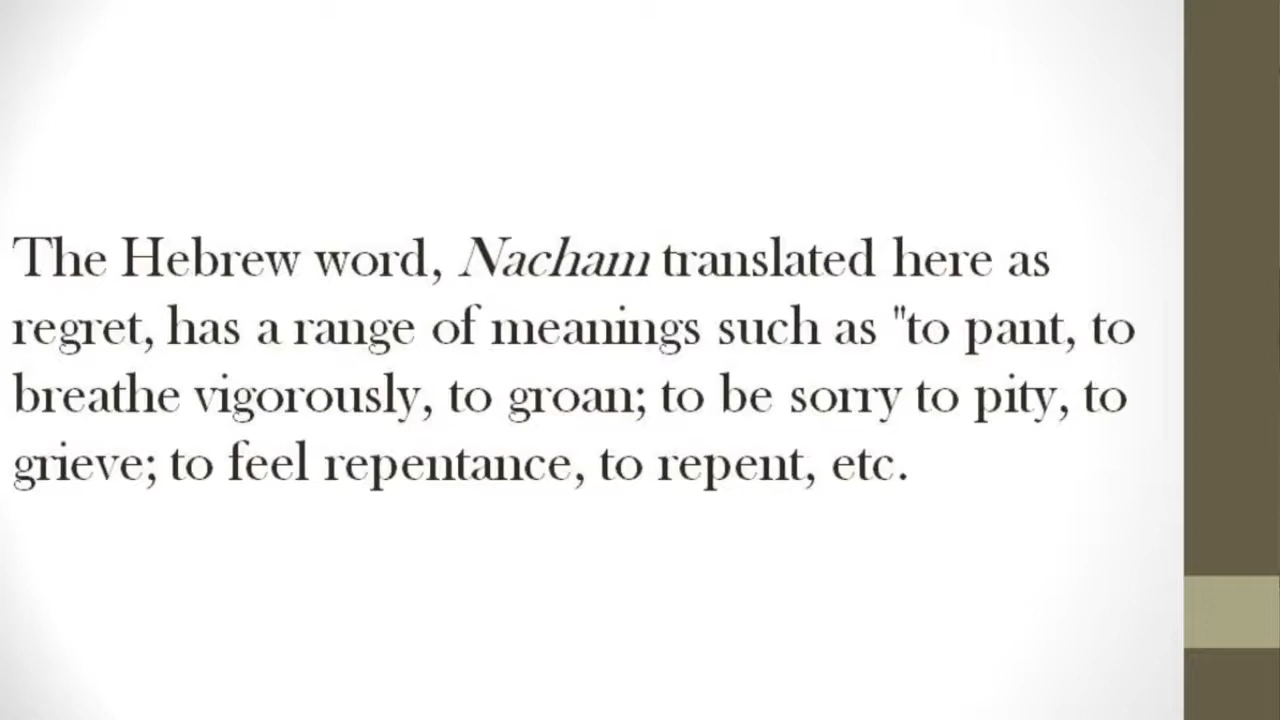 The Hebrew word, Nacham translated here as
regret, has a range of meanings such as "to pant, to
breathe vigorously, to groan; to be sorry to pity, to
grieve; to feel repentance, to repent, etc.